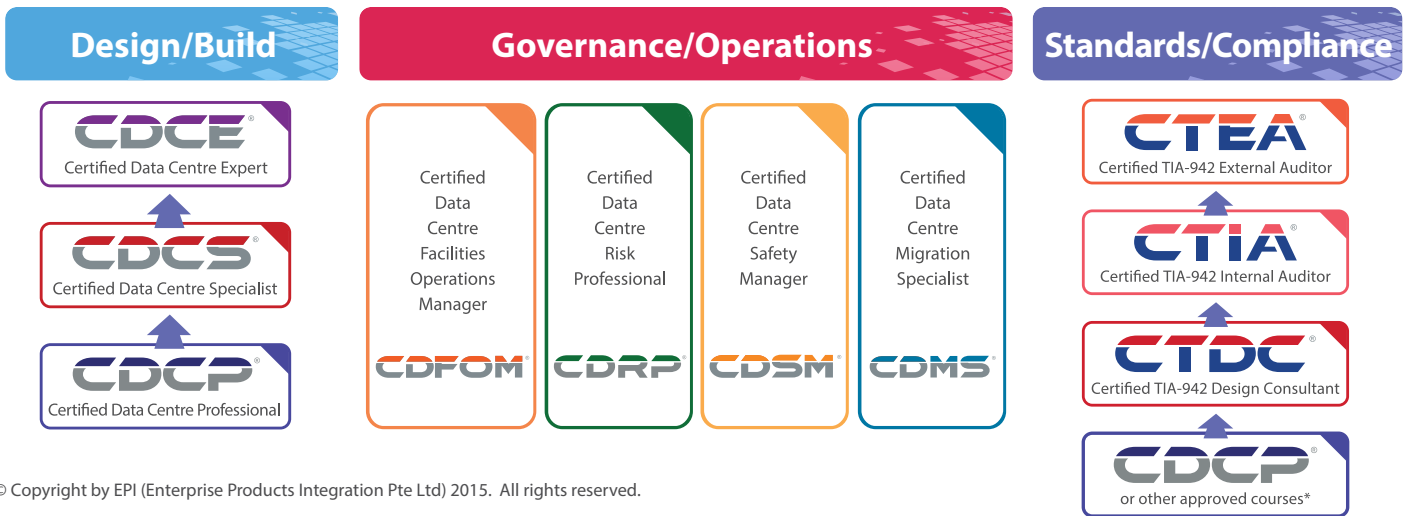 Design/Build
CDCE®
Certified Data Centre Expert
CDCS®
Certified Data Centre Specialist
CDCP®
Certified Data Centre Professional
Governance/Operations
Certified
Data
Centre
Facilities
Operations
Manager
CDFOM®
Certified
Data
Centre
Risk
Professional
CDRP®
Certified
Data
Centre
Safety
Manager
CDSM®
Certified
Data
Centre
Migration
Specialist
CDMS®
Standards/Compliance
CTEA®
Certified TIA-942 External Auditor
CTIA®
Certified TIA-942 Internal Auditor
CTDC®
Certified TIA-942 Design Consultant
CDCP®
or other approved courses*
© Copyright by EPI (Enterprise Products Integration Pte Ltd) 2015. All rights reserved.